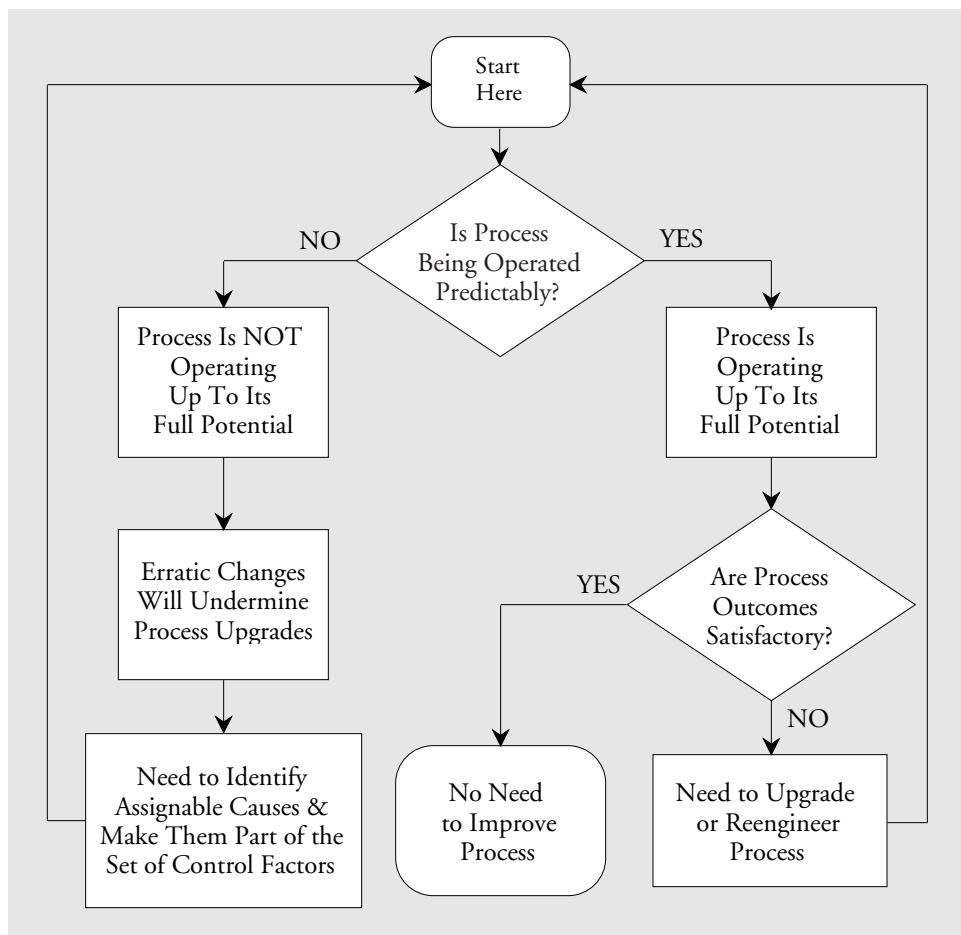 Start
Here
Is Process
Being Operated
Predictably?
NO
YES
Process Is NOT
Operating
Up To Its
Full Potential
Process Is
Operating
Up To Its
Full Potential
Erratic Changes
Will Undermine
Process Upgrades
Are Process
Outcomes
Satisfactory?
YES
NO
Need to Identify
Assignable Causes &
Make Them Part of the
Set of Control Factors
No Need
to Improve
Process
Need to Upgrade
or Reengineer
Process